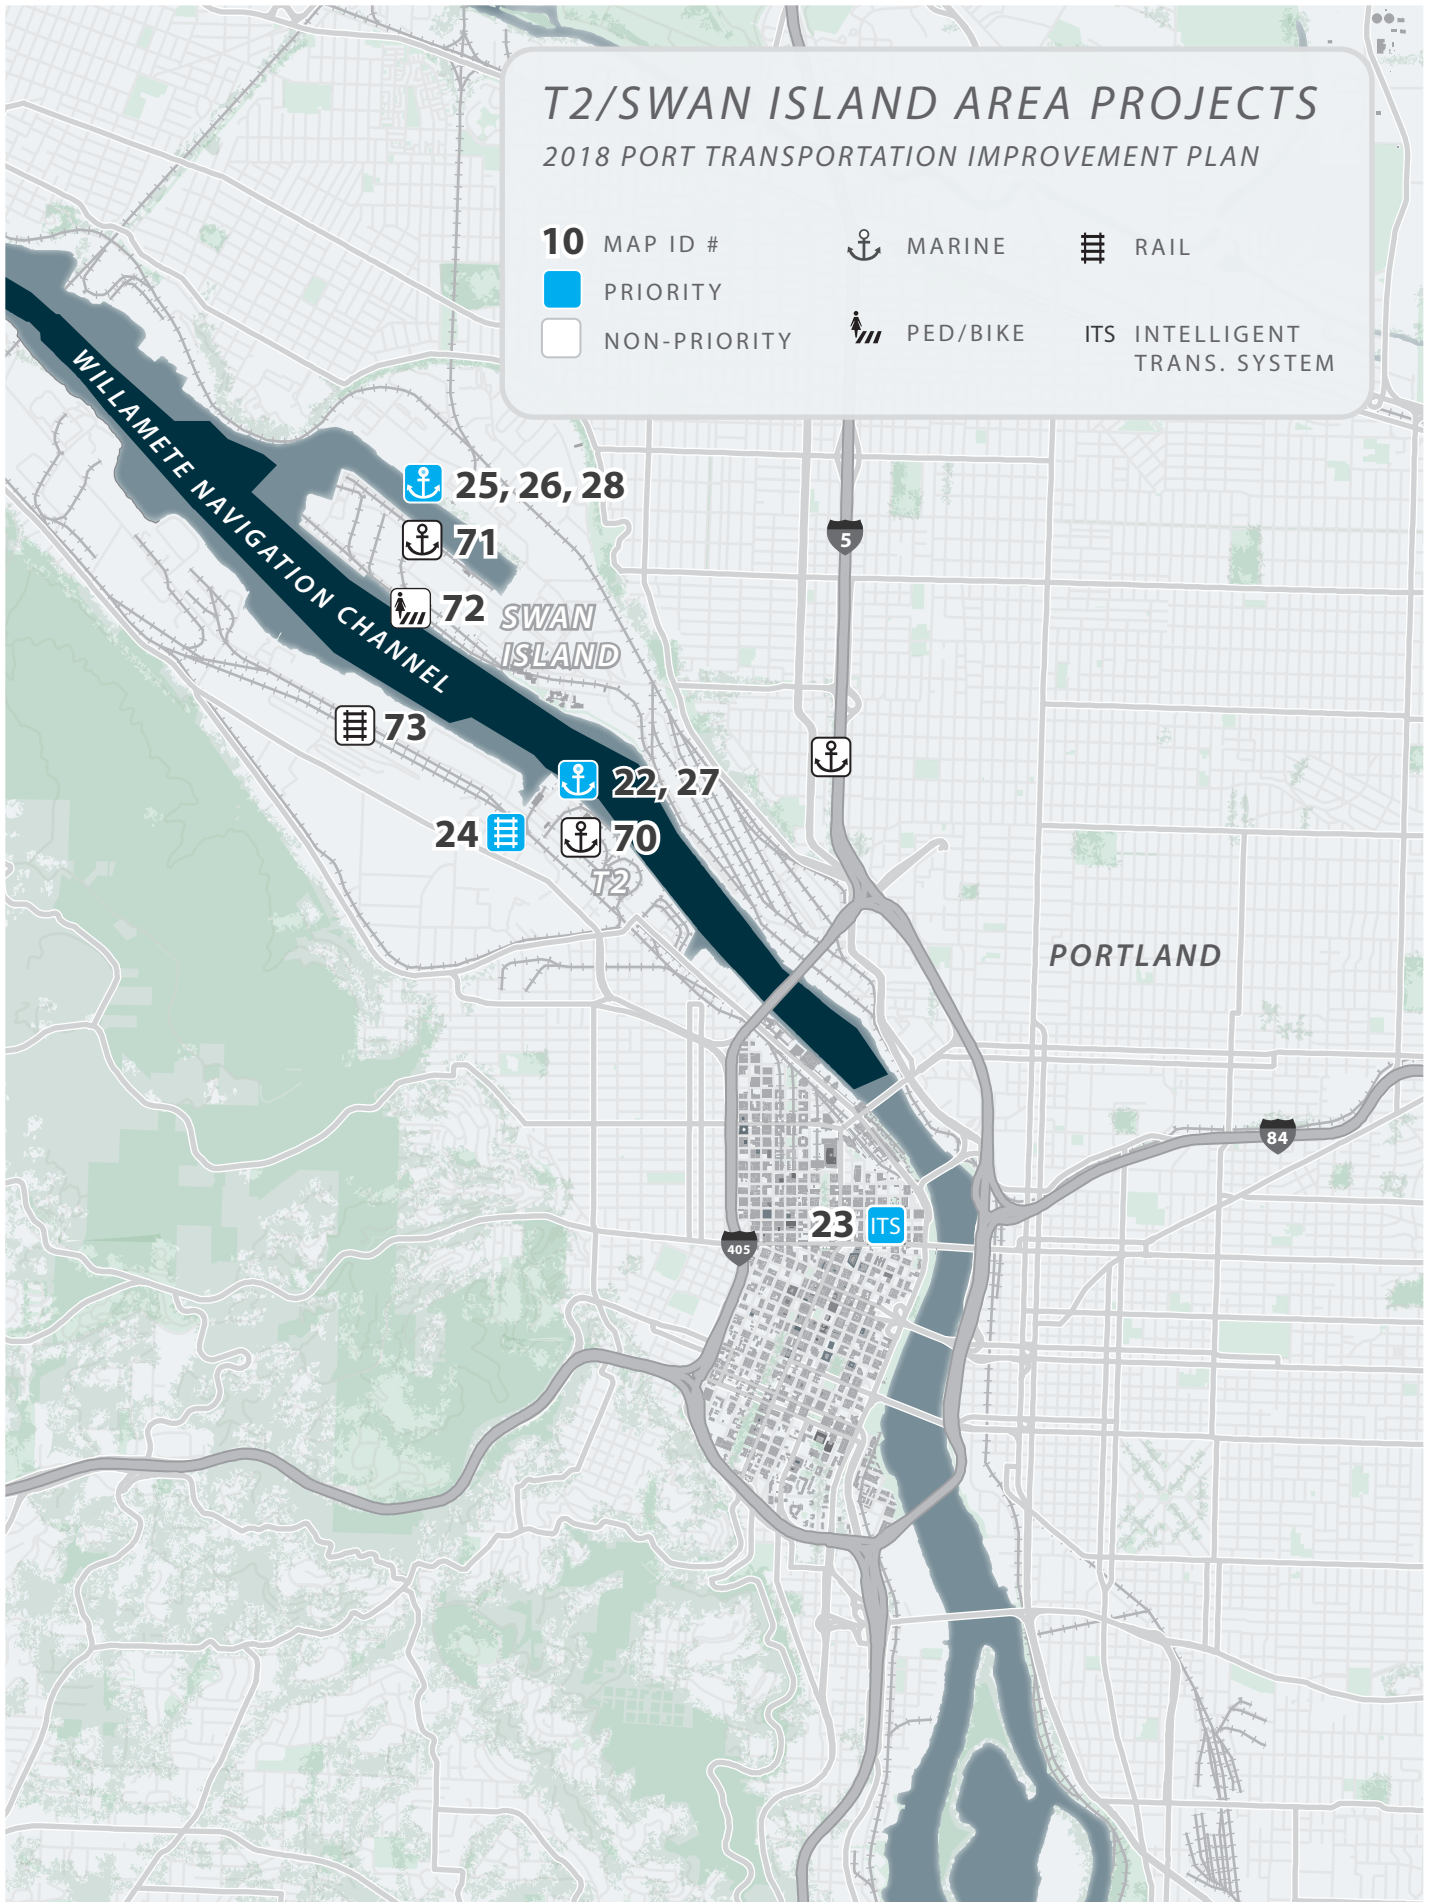 T2/SWAN ISLAND AREA PROJECTS
2018 PORT TRANSPORTATION IMPROVEMENT PLAN
10 MAP ID #
PRIORITY
NON-PRIORITY
MARINE
PED/BIKE
RAIL
ITS INTELLIGENT
TRANS. SYSTEM
WILLAMETE NAVIGATION CHANNEL
25, 26, 28
71
72
SWAN
ISLAND
5
73
22, 27
24
70
T2
PORTLAND
84
23 ITS
405